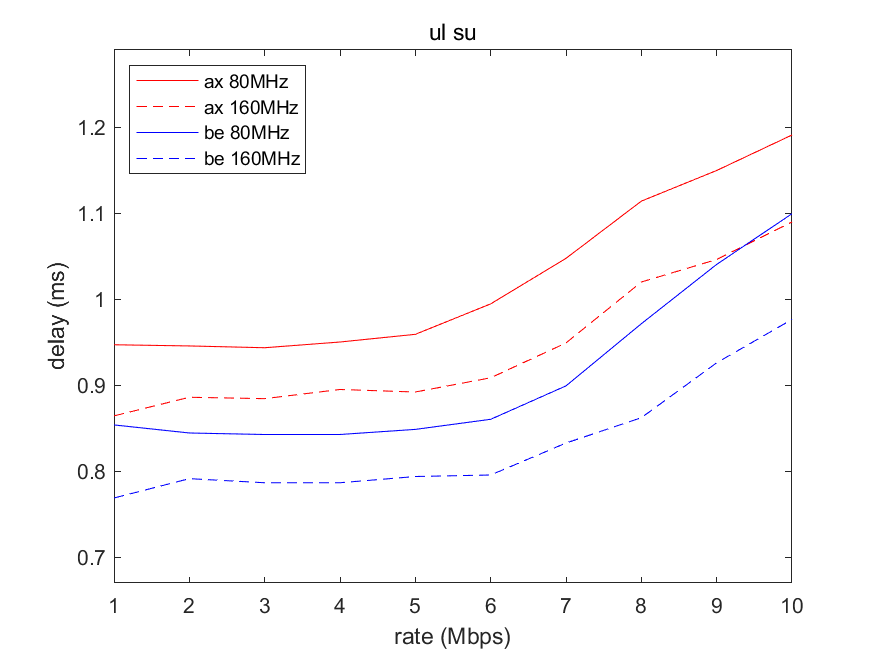 ul su
ax 80MHz
ax 160MHz
be 80MHz
be 160MHz
1.2
1.1
1
0.9
0.8
0.7
delay (ms)
1 2 3 4 5 6 7 8 9 10
rate (Mbps)